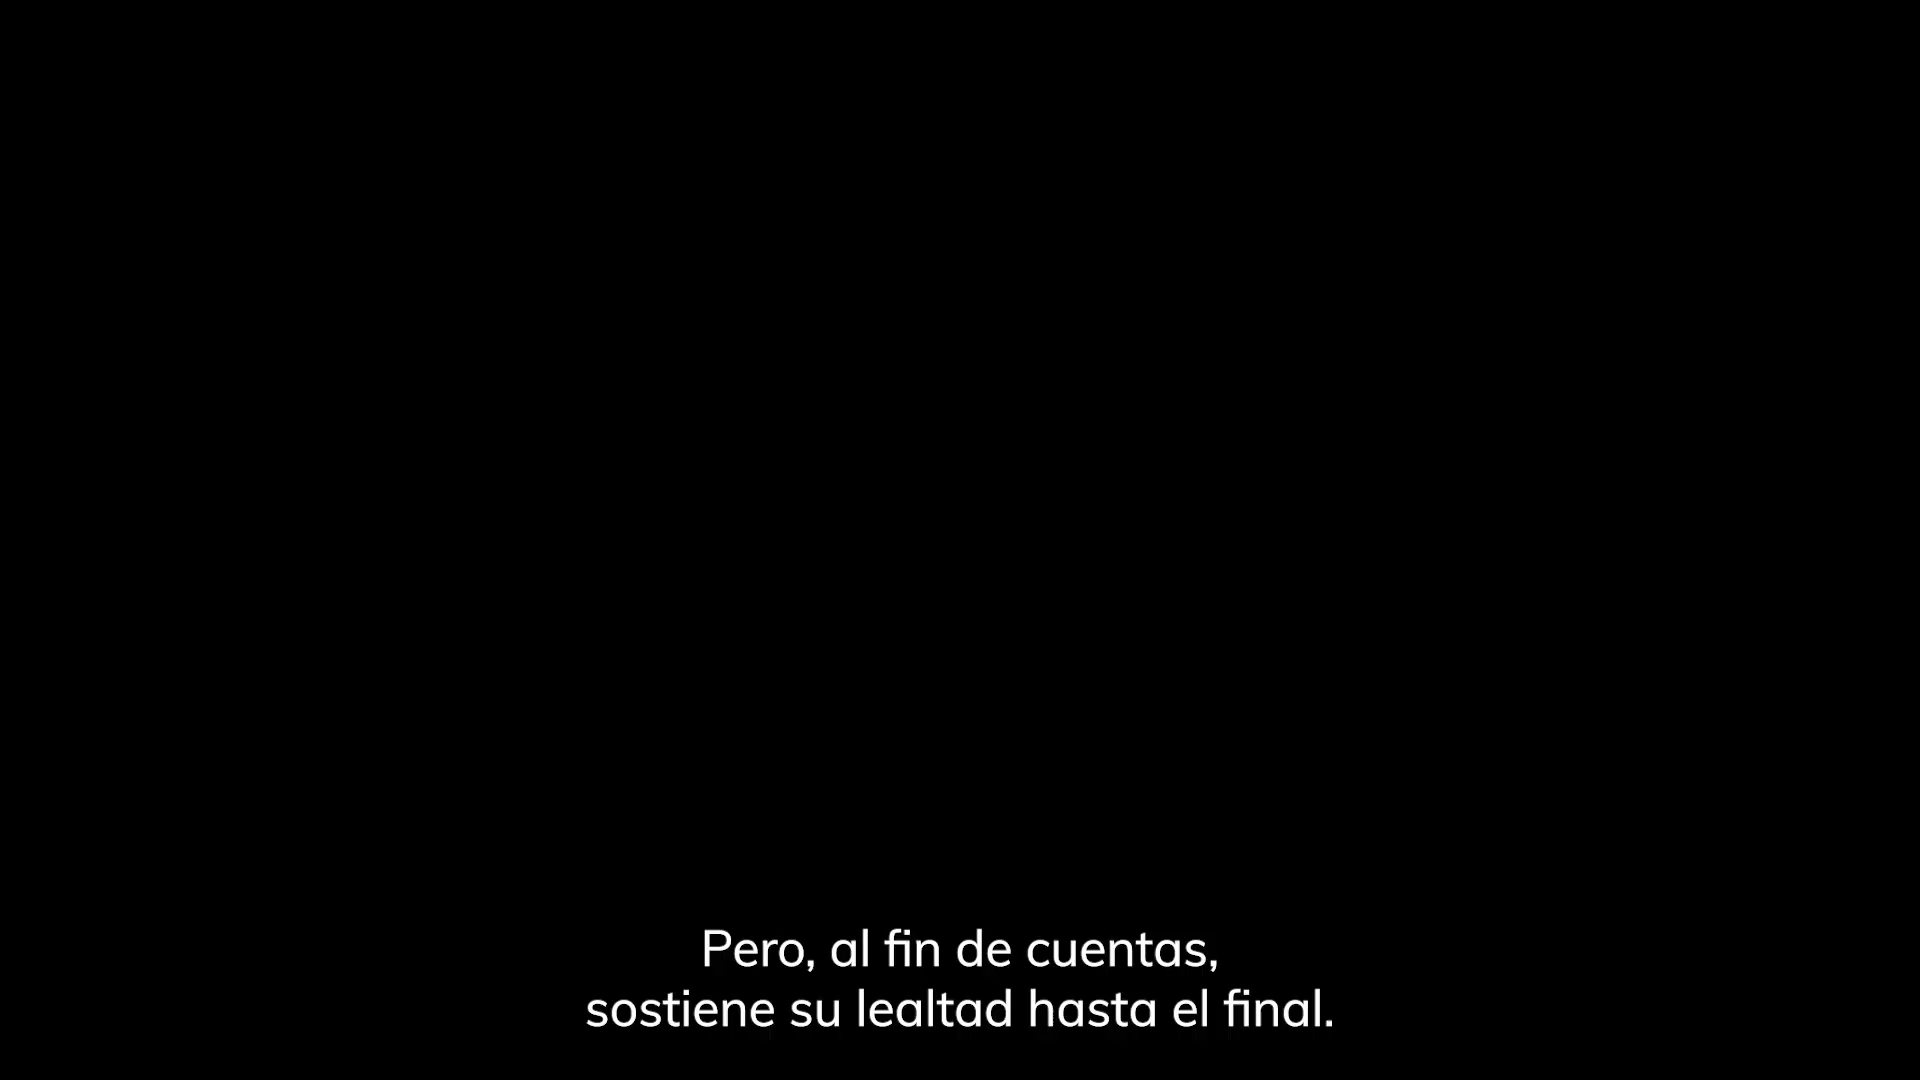 Pero, al fin de cuentas,
sostiene su lealtad hasta el final.